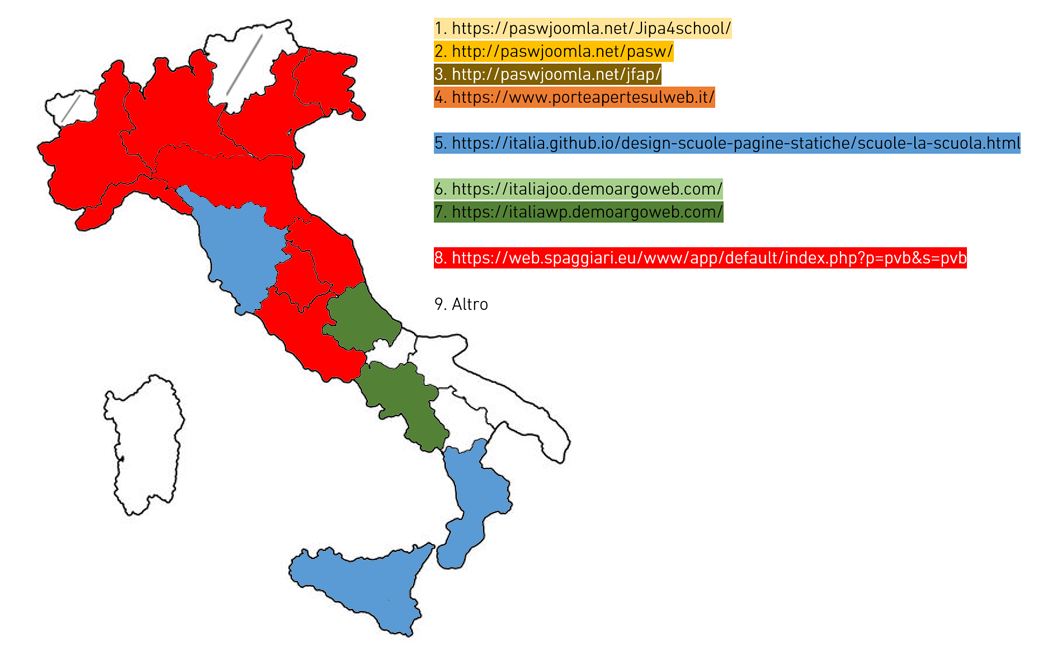 1. https://paswjoomla.net/Jipa4school/
2. http://paswjoomla.net/pasw/
3. http://paswjoomla.net/jfap/
4. https://www.porteapertesulweb.it/
5. https://italia.github.io/design-scuole-pagine-statiche/scuole-la-scuola.html
6. https://italiajoo.demoargoweb.com/
7. https://italiawp.demoargoweb.com/
8. https://web.spaggiari.eu/www/app/default/index.php?p=pvb&s=pvb
9. Altro